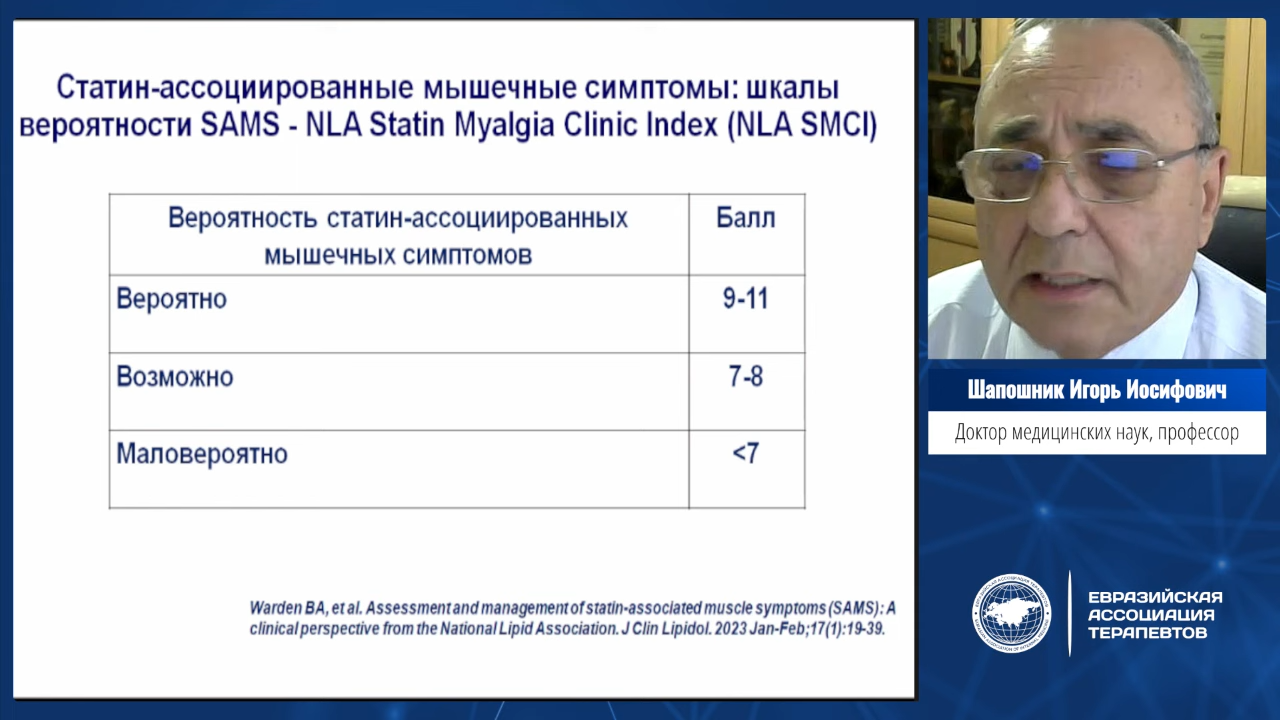 Статин-ассоциированные мышечные симптомы: шкалы
вероятности SAMS - NLA Statin Myalgia Clinic Index (NLA SMCI)
Вероятность статин-ассоциированных
мышечных симптомов
Балл
Вероятно
9-11
Возможно
7-8
Маловероятно
<7
Warden BA, et al. Assessment and management of statin-associated muscle symptoms (SAMS): A
clinical perspective from the National Lipid Association. J Clin Lipidol. 2023 Jan-Feb;17(1):19-39.
Шапошник Игорь Иосифович
Доктор медицинских наук, профессор
ЕВРАЗИЙСКАЯ
АССОЦИАЦИЯ
ТЕРАПЕВТОВ